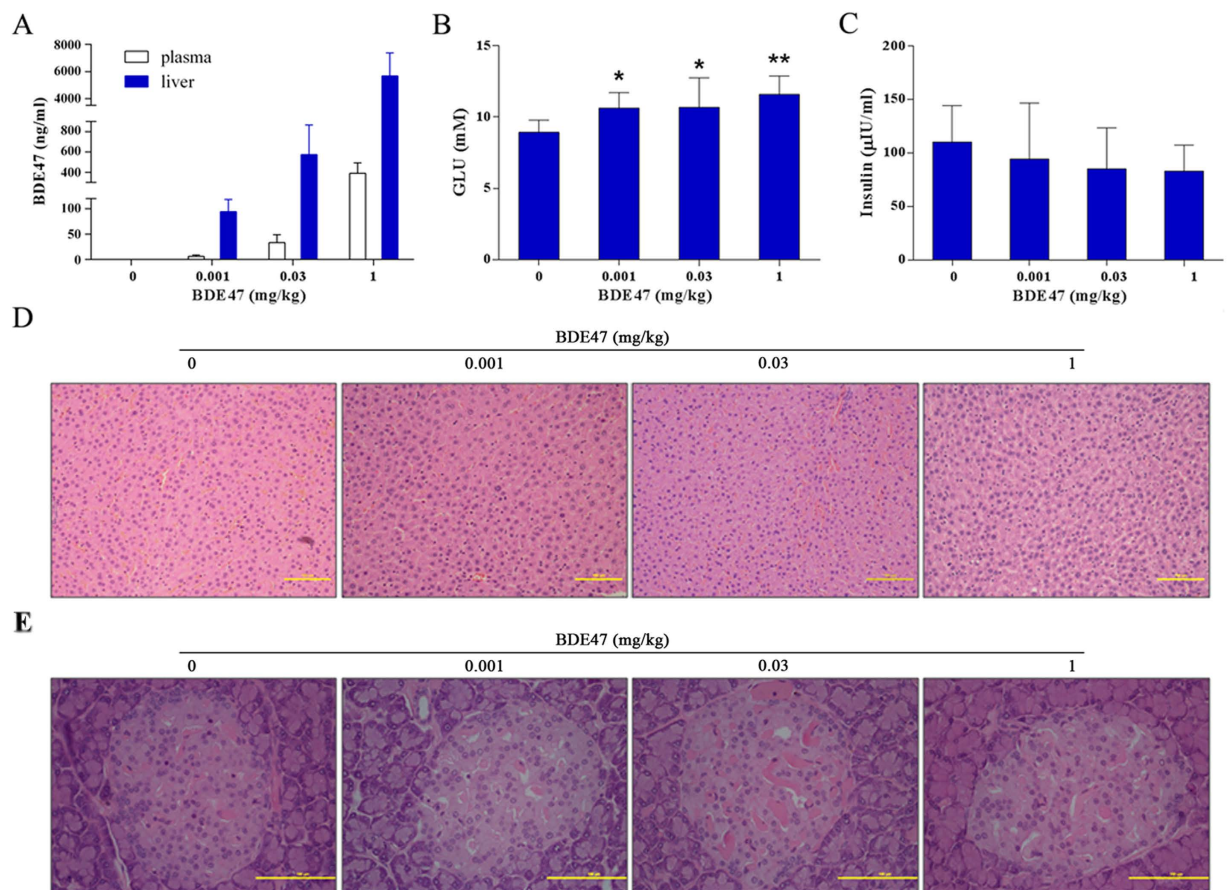 A
BDE47 (ng/ml)
8000
6000
4000
800
600
400
100
50
0
plasma
liver
0 0.001 0.03 1
BDE47 (mg/kg)
B
GLU (mM)
15
10
5
0
* * **
0 0.001 0.03 1
BDE47 (mg/kg)
C
Insulin (μIU/ml)
200
150
100
50
0
0 0.001 0.03 1
BDE47 (mg/kg)
D
BDE47 (mg/kg)
0 0.001 0.03 1
E
BDE47 (mg/kg)
0 0.001 0.03 1